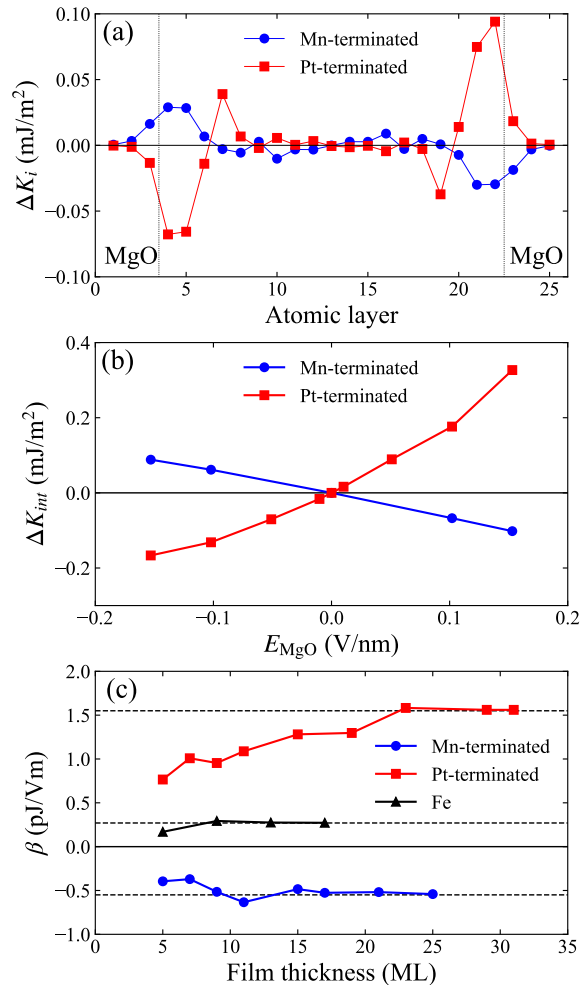 (a)
Mn-terminated
Pt-terminated
ΔK_i (mJ/m²)
0.10
0.05
0.00
−0.05
−0.10
MgO
MgO
0 5 10 15 20 25
Atomic layer
(b)
Mn-terminated
Pt-terminated
ΔK_int (mJ/m²)
0.4
0.2
0.0
−0.2
−0.2 −0.1 0.0 0.1 0.2
E_MgO (V/nm)
(c)
Mn-terminated
Pt-terminated
Fe
β (pJ/Vm)
2.0
1.5
1.0
0.5
0.0
−0.5
−1.0
0 5 10 15 20 25 30 35
Film thickness (ML)